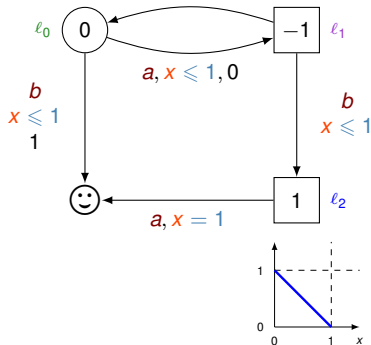 ℓ₀ 0 −1 ℓ₁
a, x ⩽ 1, 0
b
x ⩽ 1
1
b
x ⩽ 1
1 ℓ₂
a, x = 1
1
0
0 1 x